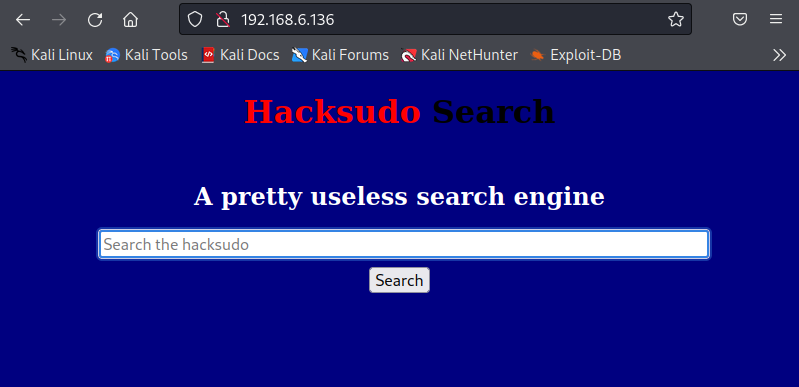 192.168.6.136
Kali Linux Kali Tools Kali Docs Kali Forums Kali NetHunter Exploit-DB
Hacksudo Search
A pretty useless search engine
Search the hacksudo
Search